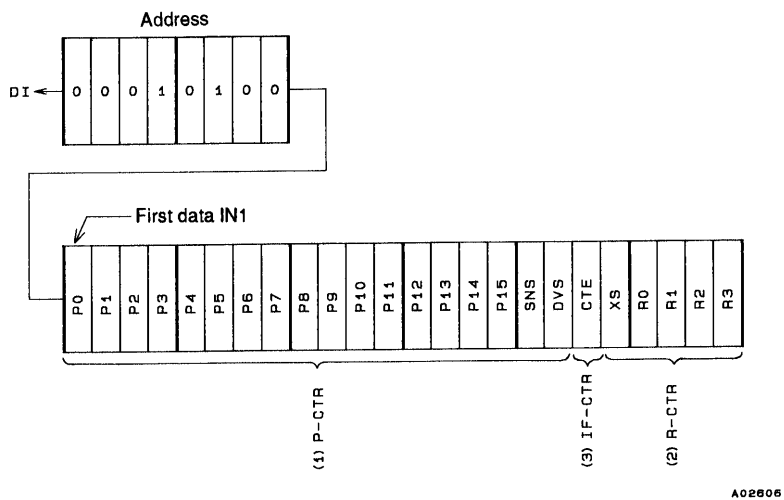 Address
DI 0 0 0 1 0 1 0 0
First data IN1
P0 P1 P2 P3 P4 P5 P6 P7 P8 P9 P10 P11 P12 P13 P14 P15 SNS DVS CTE XS R0 R1 R2 R3
(1) P-CTR (3) IF-CTR (2) R-CTR
A02606